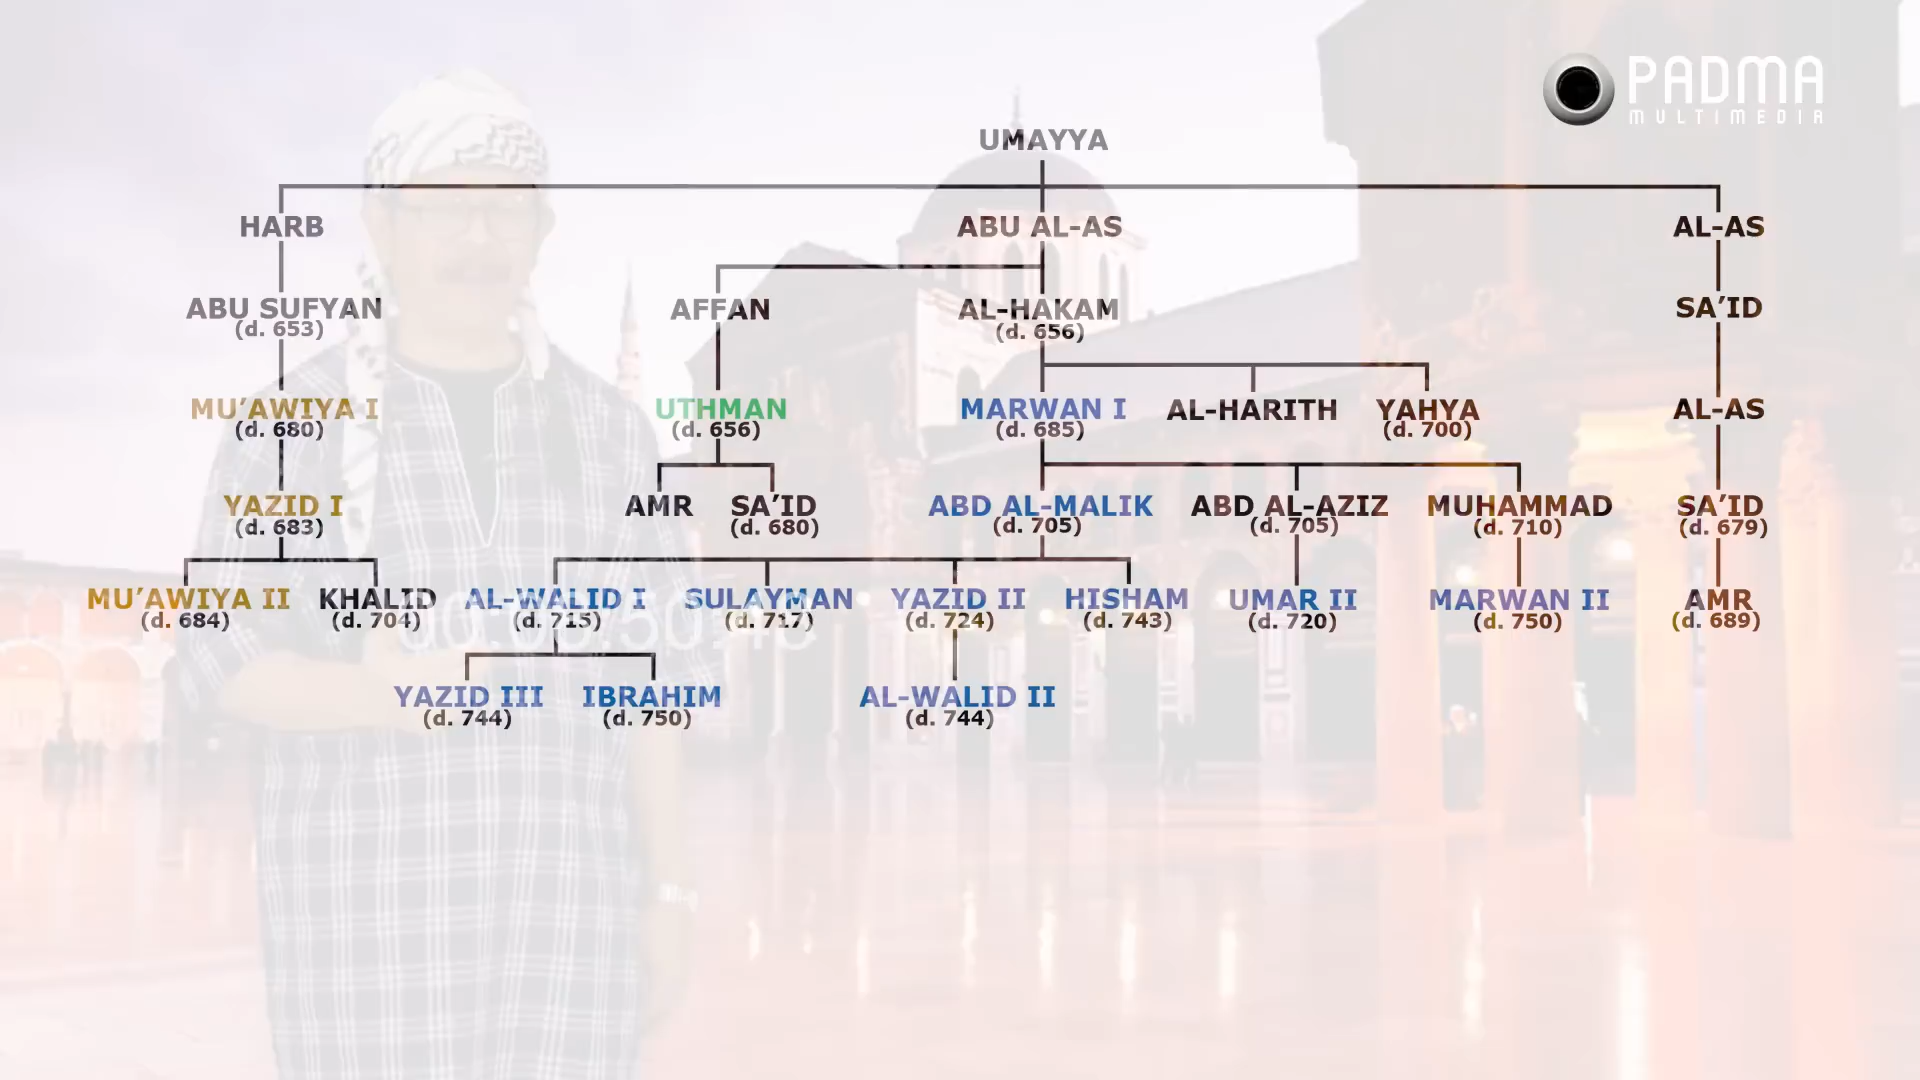 PADMA
MULTIMEDIA
UMAYYA
HARB
ABU AL-AS
AL-AS
ABU SUFYAN
(d. 653)
AFFAN
AL-HAKAM
(d. 656)
SA’ID
MU’AWIYA I
(d. 680)
UTHMAN
(d. 656)
MARWAN I
(d. 685)
AL-HARITH
YAHYA
(d. 700)
AL-AS
YAZID I
(d. 683)
AMR
SA’ID
(d. 680)
ABD AL-MALIK
(d. 705)
ABD AL-AZIZ
(d. 705)
MUHAMMAD
(d. 710)
SA’ID
(d. 679)
MU’AWIYA II
(d. 684)
KHALID
(d. 704)
AL-WALID I
(d. 715)
SULAYMAN
(d. 717)
YAZID II
(d. 724)
HISHAM
(d. 743)
UMAR II
(d. 720)
MARWAN II
(d. 750)
AMR
(d. 689)
YAZID III
(d. 744)
IBRAHIM
(d. 750)
AL-WALID II
(d. 744)